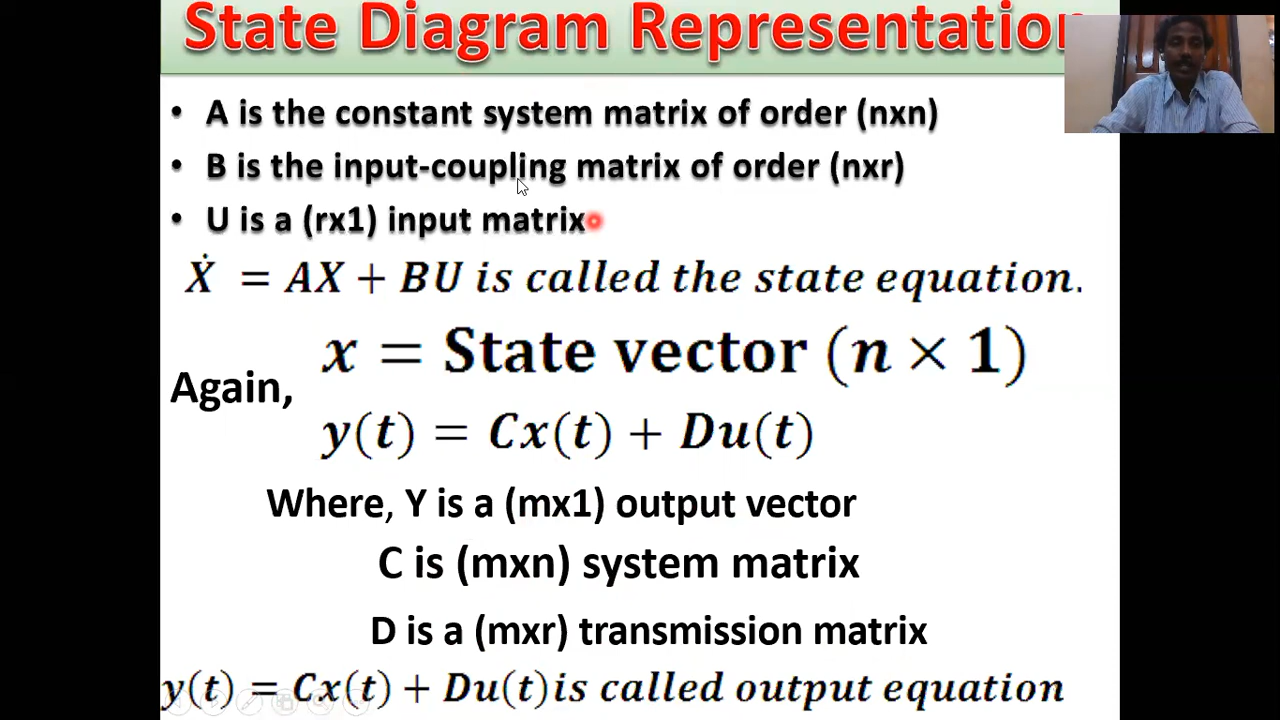 State Diagram Representation
• A is the constant system matrix of order (nxn)
• B is the input-coupling matrix of order (nxr)
• U is a (rx1) input matrix
Ẋ = AX + BU is called the state equation.
x = State vector (n × 1)
Again,
y(t) = Cx(t) + Du(t)
Where, Y is a (mx1) output vector
C is (mxn) system matrix
D is a (mxr) transmission matrix
y(t) = Cx(t) + Du(t)is called output equation